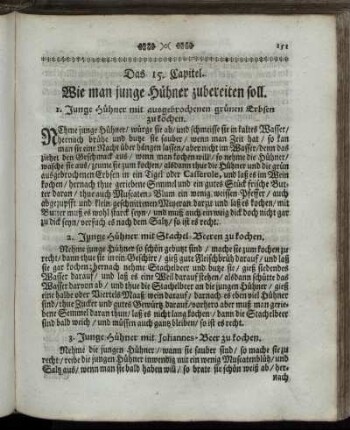 151
Das 15. Capitel.
Wie man junge Hühner zubereiten soll.
1. Junge Hühner mit ausgebrochenen grünen Erbsen
zu kochen.
NEhme junge Hühner / würge sie ab / und schmeisse sie in kaltes Wasser /
hernach brühe und butze sie sauber / wenn man Zeit hat / so kan
man sie eine Nacht über hängen lassen / aber nicht im Wasser / denn das
ziehet den Geschmack aus / wenn man kochen will / so nehme die Hühner /
wasche sie aus / zäume sie zum kochen / alsdann thue die Hühner und die grün
ausgebrochenen Erbsen in ein Tigel oder Casserole, und laß es im Wein
kochen / hernach thue geriebene Semmel und ein gutes Stück frische But-
ter daran / thue auch Muscaten-Blum ein wenig weissen Pfeffer / auch
abgezupfft und klein geschnittenen Majeran darzu und laß es kochen / mit
Butter muß es wohl starck seyn / und muß auch ein wenig dick doch nicht gar
zu dick seyn / versuch es nach dem Saltz / so ist es recht.
2. Junge Hühner mit Stachel-Beeren zu kochen.
Nehme junge Hühner so schön gebutzt sind / mache sie zum kochen zu
recht / dann thue sie in ein Geschirr / gieß gute Fleischbrüh darauf / und laß
sie gar kochen; hernach nehme Stachelbeer und butze sie / gieß siedendes
Wasser darauf / und laß es eine Weil darauf stehen / alsdann schütte das
Wasser darvon ab / und thue die Stachelbeer an die jungen Hühner / gieß
eine halbe oder Viertels Maaß wein darauf / darnach es eben viel Hühner
sind / thue Zucker und gutes Gewürtz daran / vorhero aber muß man gerie-
bene Semmel daran thun / laß es nicht lang kochen / dann die Stachelbeer
sind bald weich / und müssen auch gantz bleiben / so ist es recht.
3. Junge Hühner mit Johannes-Beer zu kochen.
Nehme die jungen Hühner / wann sie sauber sind / so mache sie zu
recht / reibe die jungen Hühner inwendig mit ein wenig Muscatenblüh / und
Saltz aus / wenn man sie bald haben will / so brate sie schön weiß ab / her-
nach